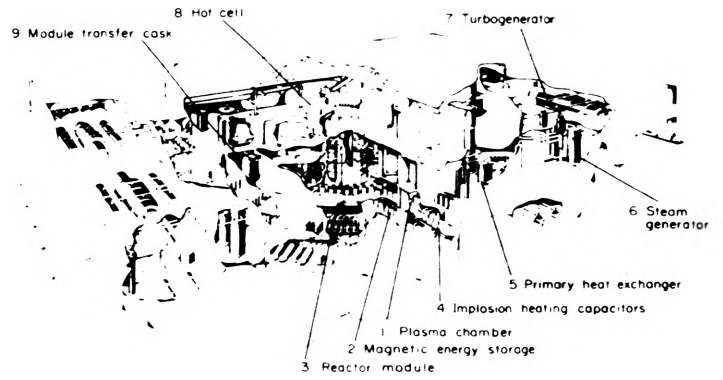 8 Hot cell
7 Turbogenerator
9 Module transfer cask
6 Steam
generator
5 Primary heat exchanger
4 Implosion heating capacitors
1 Plasma chamber
2 Magnetic energy storage
3 Reactor module